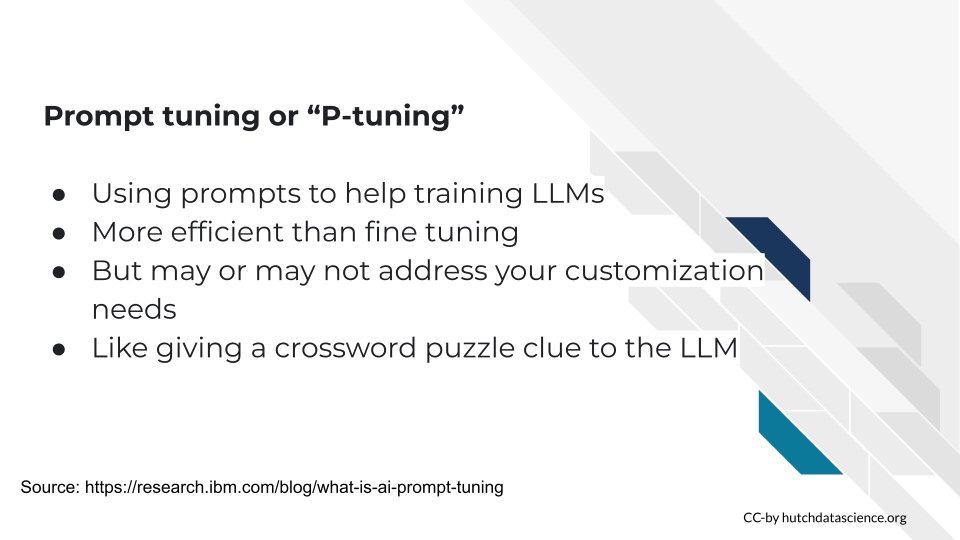 Prompt tuning or “P-tuning”
● Using prompts to help training LLMs
● More efficient than fine tuning
● But may or may not address your customization
needs
● Like giving a crossword puzzle clue to the LLM
Source: https://research.ibm.com/blog/what-is-ai-prompt-tuning
CC-by hutchdatascience.org